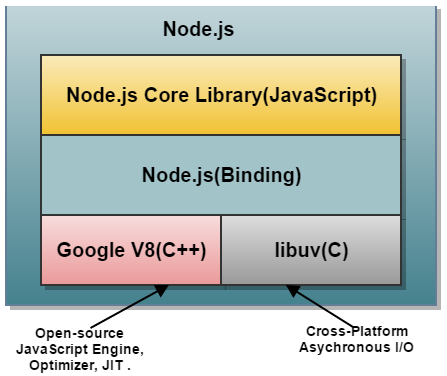 Node.js
Node.js Core Library(JavaScript)
Node.js(Binding)
Google V8(C++)
libuv(C)
Open-source
JavaScript Engine,
Optimizer, JIT .
Cross-Platform
Asychronous I/O